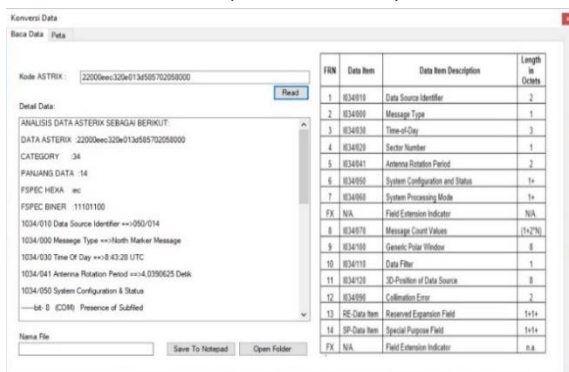 Konversi Data
Baca Data Peta
Kode ASTRIX : 22000eec320e013d585702058000
Read
Detail Data:
ANALISIS DATA ASTERIX SEBAGAI BERIKUT:
DATA ASTERIX :22000eec320e013d585702058000
CATEGORY :34
PANJANG DATA :14
FSPEC HEXA ec
FSPEC BINER :11101100
1034/010 Data Source Identifier ==>050/014
1034/000 Messege Type ==>North Marker Message
1034/030 Time Of Day ==>8:43:28 UTC
1034/041 Antenna Rotation Period ==>4.0390625 Detik
1034/050 System Configuration & Status
------bit- 8 (COM) Presence of Subfiled
Nama File
Save To Notepad Open Folder
FRN Data Item Data Item Description Length in Octets
1 I034/010 Data Source Identifier 2
2 I034/000 Message Type 1
3 I034/030 Time-of-Day 3
4 I034/020 Sector Number 1
5 I034/041 Antenna Rotation Period 2
6 I034/050 System Configuration and Status 1+
7 I034/060 System Processing Mode 1+
FX N/A Field Extension Indicator N/A
8 I034/070 Message Count Values (1+2*N)
9 I034/100 Generic Polar Window 8
10 I034/110 Data Filter 1
11 I034/120 3D-Position of Data Source 8
12 I034/090 Collimation Error 2
13 RE-Data Item Reserved Expansion Field 1+1+
14 SP-Data Item Special Purpose Field 1+1+
FX N/A Field Extension Indicator n.a.